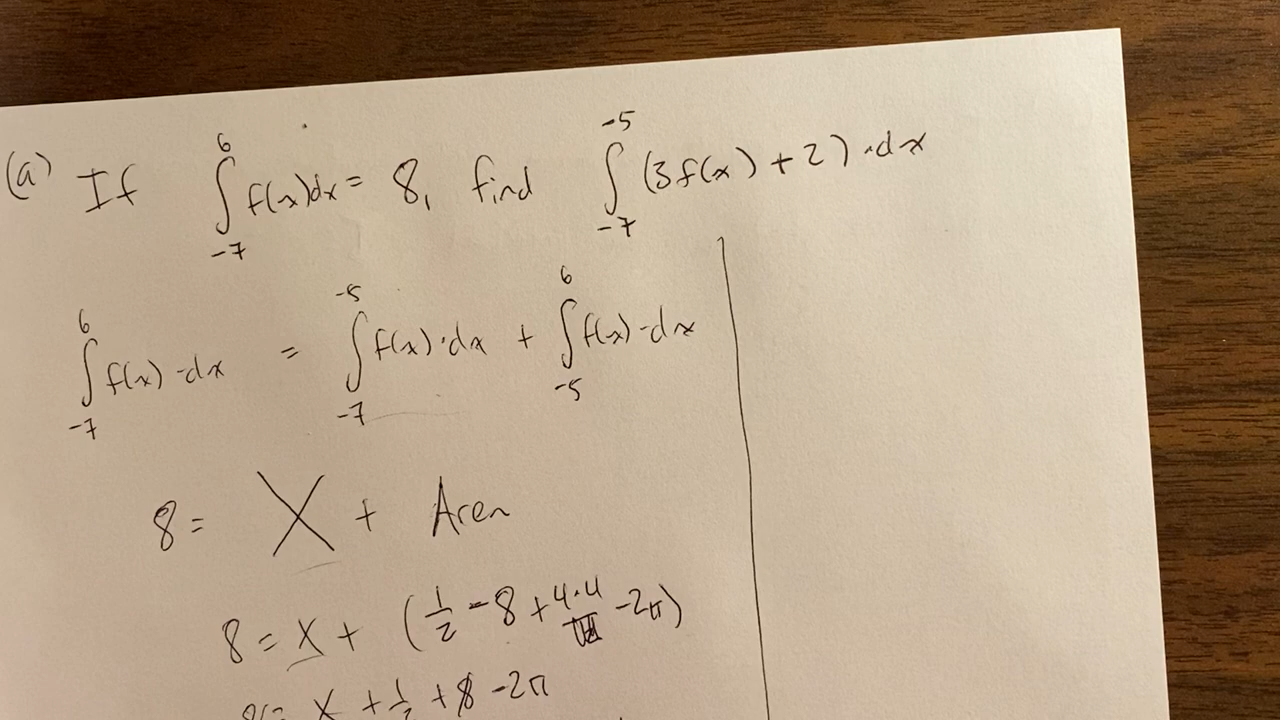 (a) If ∫_{-7}^{6} f(x)dx = 8, find ∫_{-7}^{-5} (3f(x) + 2) · dx
∫_{-7}^{6} f(x) · dx = ∫_{-7}^{-5} f(x) · dx + ∫_{-5}^{6} f(x) · dx
8 = X + Area
8 = X + (1/2 - 8 + 4·4 - 2π)
X + 1/2 + 8 - 2π